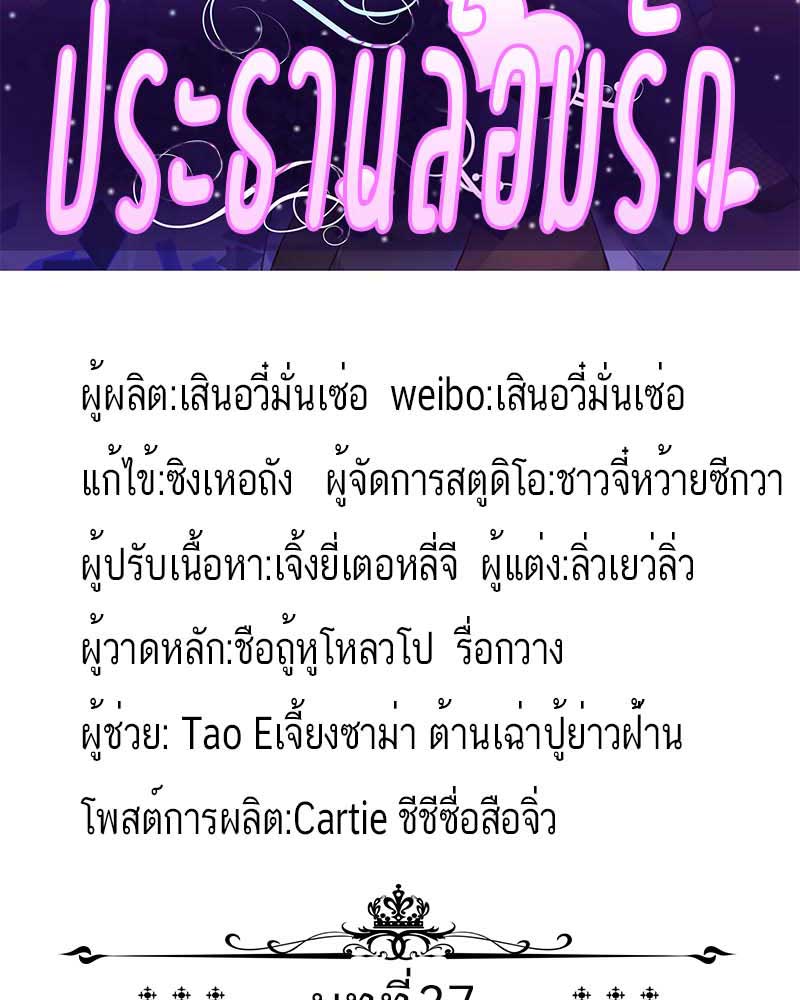 ประธานล้อมรัก
ผู้ผลิต:เสินอวี๋มั่นเซ่อ weibo:เสินอวี๋มั่นเซ่อ
แก้ไข้:ซิงเหอถัง ผู้จัดการสตูดิโอ:ชาวจี๋หว้ายซีกวา
ผู้ปรับเนื้อหา:เจิ้งยี่เตอหลี่จี ผู้แต่ง:ลิ่วเยว่ลิ่ว
ผู้วาดหลัก:ชือถู้หูโหลวโป รื่อกวาง
ผู้ช่วย: Tao Eเจี้ยงซาม่า ต้านเฉ่าปู้ย่าวฝ้าน
โพสต์การผลิต:Cartie ชีชีซื่อสือจิ่ว
บทที่ 27